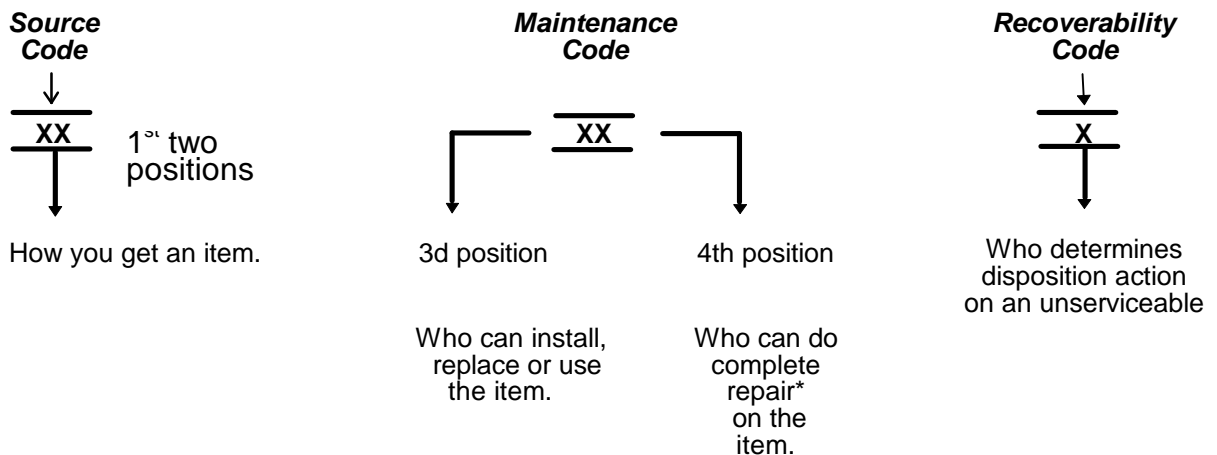 Source
Code
XX
1st two
positions
How you get an item.
Maintenance
Code
XX
3d position
Who can install,
replace or use
the item.
4th position
Who can do
complete
repair*
on the
item.
Recoverability
Code
X
Who determines
disposition action
on an unserviceable